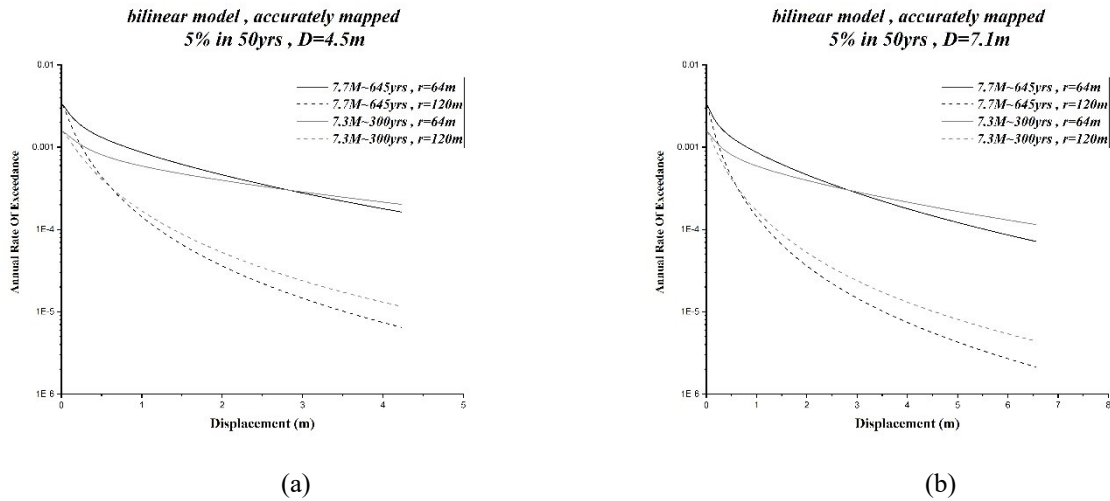 bilinear model , accurately mapped
5% in 50yrs , D=4.5m
0.01
0.001
1E-4
1E-5
1E-6
Annual Rate Of Exceedance
7.7M~645yrs , r=64m
7.7M~645yrs , r=120m
7.3M~300yrs , r=64m
7.3M~300yrs , r=120m
0 1 2 3 4 5
Displacement (m)
(a)
bilinear model , accurately mapped
5% in 50yrs , D=7.1m
0.01
0.001
1E-4
1E-5
1E 6
Annual Rate Of Exceedance
7.7M~645yrs , r=64m
7.7M~645yrs , r=120m
7.3M~300yrs , r=64m
7.3M~300yrs , r=120m
0 1 2 3 4 5 6 7 8
Displacement (m)
(b)